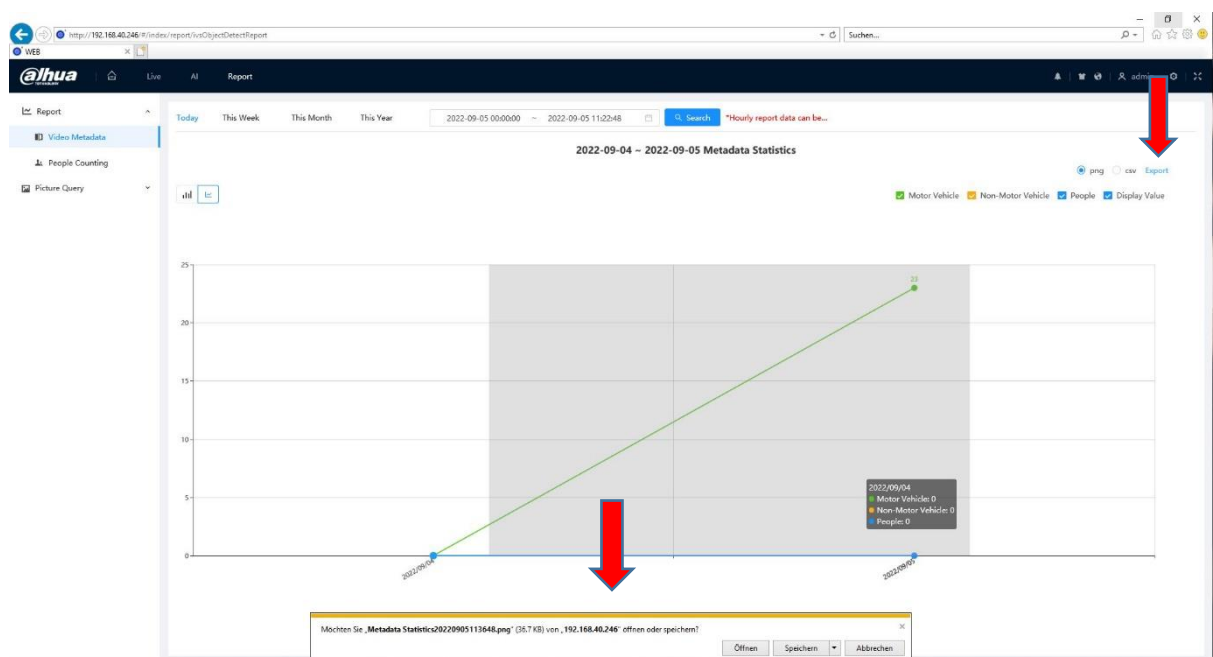 http://192.168.40.246/#/index/report/ivsObjectDetectReport
Suchen...
WEB
alhua
TECHNOLOGY
Live
AI
Report
Report
Video Metadata
People Counting
Picture Query
Today
This Week
This Month
This Year
2022-09-05 00:00:00 ~ 2022-09-05 11:22:48
Search
*Hourly report data can be...
2022-09-04 ~ 2022-09-05 Metadata Statistics
png
csv
Export
Motor Vehicle
Non-Motor Vehicle
People
Display Value
25
23
20
15
10
5
0
2022/09/04
Motor Vehicle: 0
Non-Motor Vehicle: 0
People: 0
2022/09/04
2022/09/05
Möchten Sie „Metadata Statistics20220905113648.png" (36.7 KB) von „192.168.40.246" öffnen oder speichern?
Öffnen
Speichern
Abbrechen